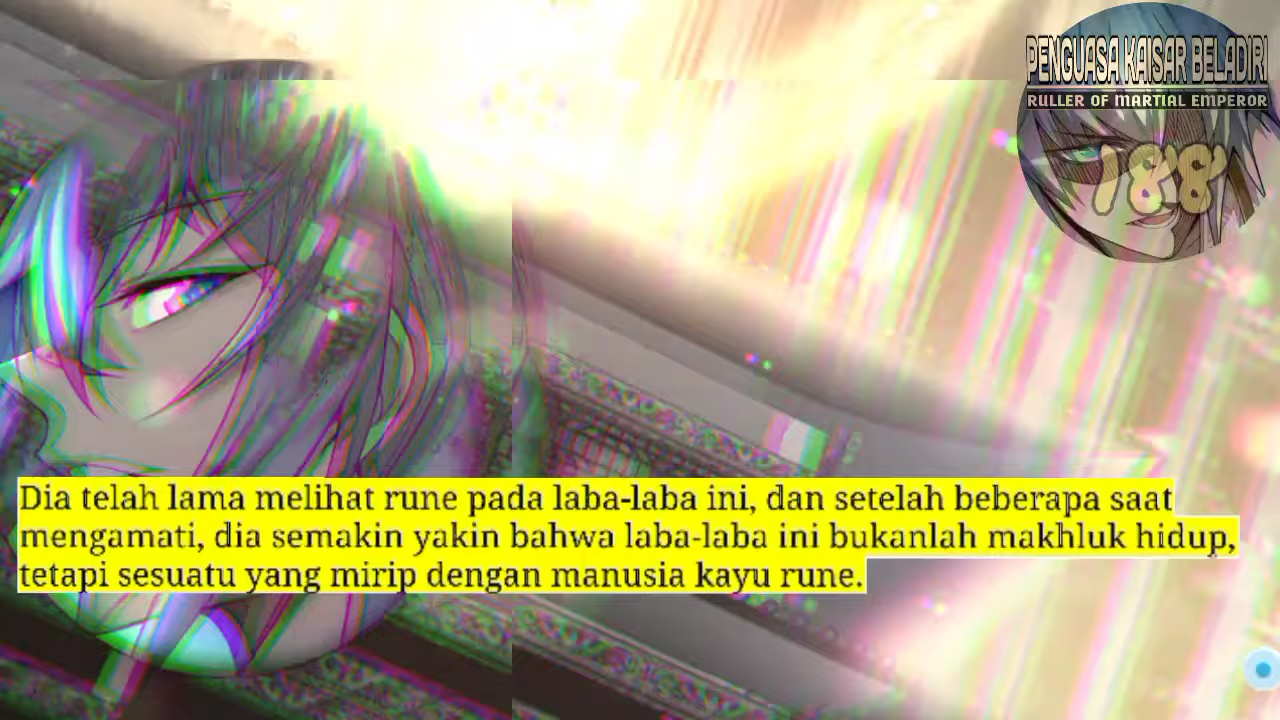 PENGUASA KAISAR BELADIRI
RULLER OF MARTIAL EMPEROR
188
Dia telah lama melihat rune pada laba-laba ini, dan setelah beberapa saat
mengamati, dia semakin yakin bahwa laba-laba ini bukanlah makhluk hidup,
tetapi sesuatu yang mirip dengan manusia kayu rune.